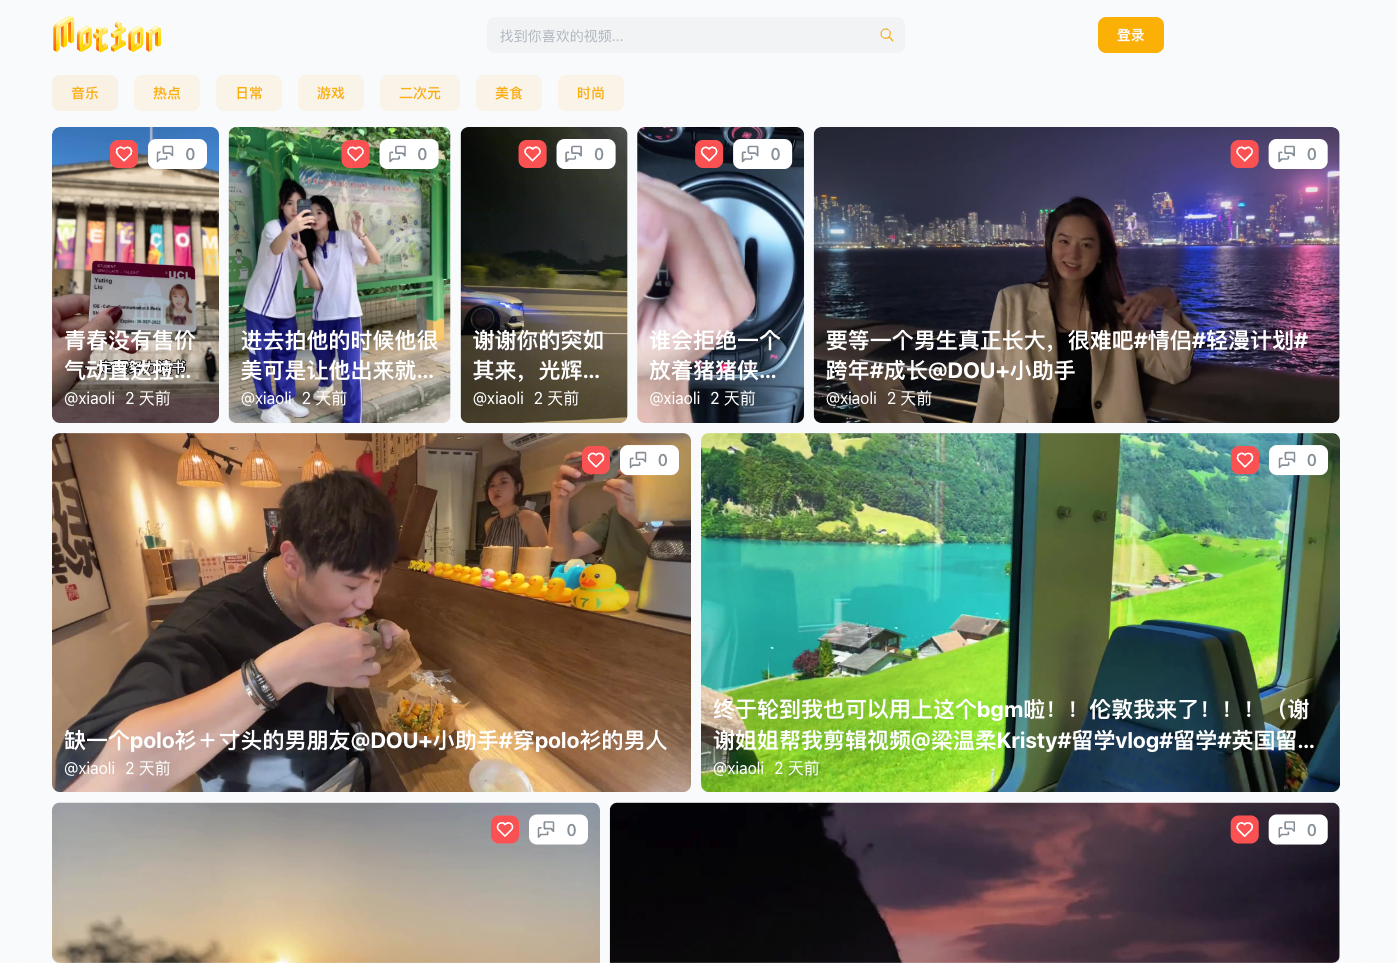 Motion
找到你喜欢的视频...
登录
音乐
热点
日常
游戏
二次元
美食
时尚
0
0
0
0
0
WELCOM
STUDENT
UCL
Yuting
Liu
青春没有售价
气动直达...
@xiaoli 2 天前
进去拍他的时候他很
美可是让他出来就...
@xiaoli 2 天前
谢谢你的突如
其来，光辉...
@xiaoli 2 天前
谁会拒绝一个
放着猪猪侠...
@xiaoli 2 天前
要等一个男生真正长大，很难吧#情侣#轻漫计划#
跨年#成长@DOU+小助手
@xiaoli 2 天前
0
0
缺一个polo衫＋寸头的男朋友@DOU+小助手#穿polo衫的男人
@xiaoli 2 天前
终于轮到我也可以用上这个bgm啦！！伦敦我来了！！！（谢
谢姐姐帮我剪辑视频@梁温柔Kristy#留学vlog#留学#英国留...
@xiaoli 2 天前
0
0